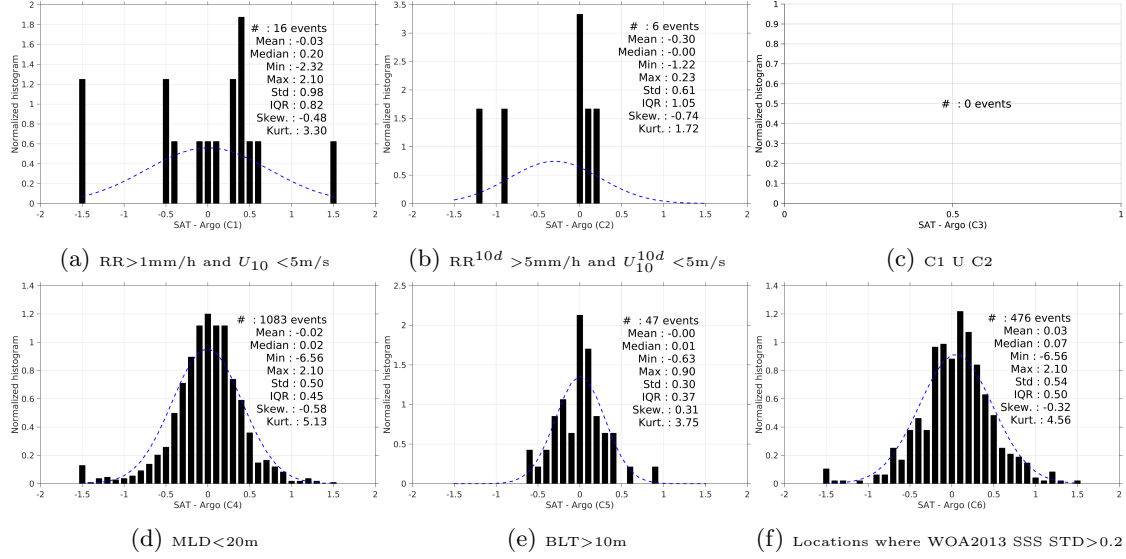 2
1.8
1.6
1.4
1.2
1
0.8
0.6
0.4
0.2
0
Normalized histogram
# : 16 events
Mean : -0.03
Median : 0.20
Min : -2.32
Max : 2.10
Std : 0.98
IQR : 0.82
Skew. : -0.48
Kurt. : 3.30
-2 -1.5 -1 -0.5 0 0.5 1 1.5 2
SAT - Argo (C1)
(a) RR>1mm/h and U10 <5m/s
3.5
3
2.5
2
1.5
1
0.5
0
Normalized histogram
# : 6 events
Mean : -0.30
Median : -0.00
Min : -1.22
Max : 0.23
Std : 0.61
IQR : 1.05
Skew. : -0.74
Kurt. : 1.72
-2 -1.5 -1 -0.5 0 0.5 1 1.5 2
SAT - Argo (C2)
(b) RR^10d >5mm/h and U10^10d <5m/s
1
0.9
0.8
0.7
0.6
0.5
0.4
0.3
0.2
0.1
0
Normalized histogram
# : 0 events
0 0.5 1
SAT - Argo (C3)
(c) C1 U C2
1.4
1.2
1
0.8
0.6
0.4
0.2
0
Normalized histogram
# : 1083 events
Mean : -0.02
Median : 0.02
Min : -6.56
Max : 2.10
Std : 0.50
IQR : 0.45
Skew. : -0.58
Kurt. : 5.13
-2 -1.5 -1 -0.5 0 0.5 1 1.5 2
SAT - Argo (C4)
(d) MLD<20m
2.5
2
1.5
1
0.5
0
Normalized histogram
# : 47 events
Mean : -0.00
Median : 0.01
Min : -0.63
Max : 0.90
Std : 0.30
IQR : 0.37
Skew. : 0.31
Kurt. : 3.75
-2 -1.5 -1 -0.5 0 0.5 1 1.5 2
SAT - Argo (C5)
(e) BLT>10m
1.4
1.2
1
0.8
0.6
0.4
0.2
0
Normalized histogram
# : 476 events
Mean : 0.03
Median : 0.07
Min : -6.56
Max : 2.10
Std : 0.54
IQR : 0.50
Skew. : -0.32
Kurt. : 4.56
-2 -1.5 -1 -0.5 0 0.5 1 1.5 2
SAT - Argo (C6)
(f) Locations where WOA2013 SSS STD>0.2